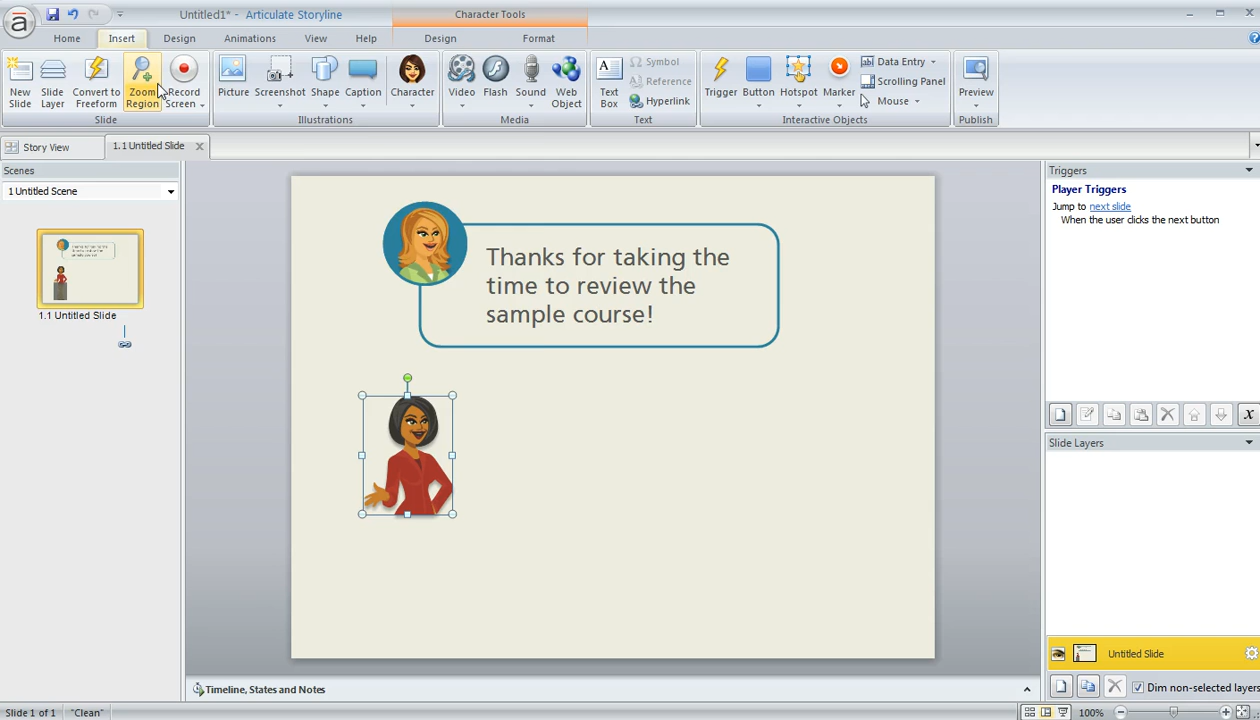 Untitled1* - Articulate Storyline
Character Tools
Home
Insert
Design
Animations
View
Help
Design
Format
New Slide
Slide Layer
Convert to Freeform
Zoom Region
Record Screen
Picture
Screenshot
Shape
Caption
Character
Video
Flash
Sound
Web Object
Text Box
Symbol
Reference
Hyperlink
Trigger
Button
Hotspot
Marker
Data Entry
Scrolling Panel
Mouse
Preview
Slide
Illustrations
Media
Text
Interactive Objects
Publish
Story View
1.1 Untitled Slide
Scenes
1 Untitled Scene
1.1 Untitled Slide
Thanks for taking the
time to review the
sample course!
Triggers
Player Triggers
Jump to next slide
When the user clicks the next button
Slide Layers
Untitled Slide
Dim non-selected layers
Timeline, States and Notes
Slide 1 of 1
"Clean"
100%